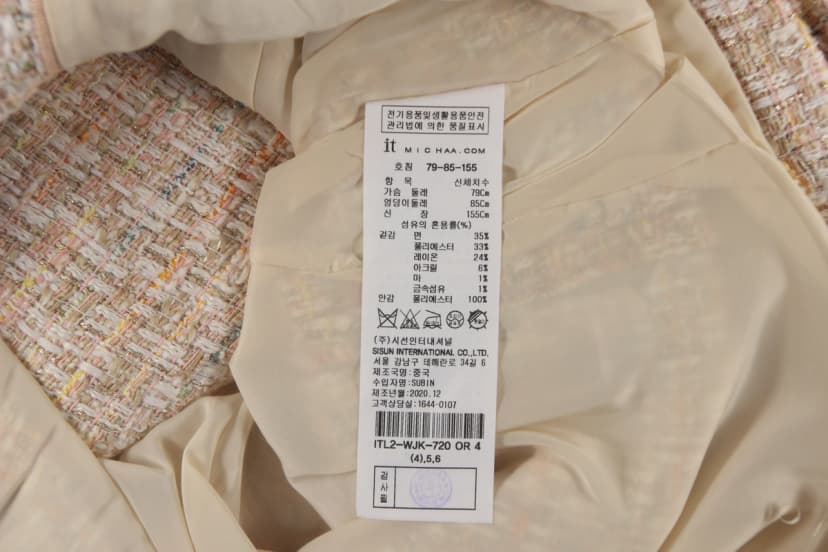 전기용품및생활용품안전
관리법에 의한 품질표시
it MICHAA.COM
호칭 79-85-155
항 목 신체치수
가슴 둘레 79Cm
엉덩이둘레 85Cm
신 장 155Cm
섬유의 혼용률(%)
겉감 면 35%
폴리에스터 33%
레이온 24%
아크릴 6%
마 1%
금속섬유 1%
안감 폴리에스터 100%
(주)시선인터내셔널
SISUN INTERNATIONAL CO.,LTD.
서울 강남구 테헤란로 34길 6
제조국명:중국
수입자명:SUBIN
제조년월:2020.12
고객상담실:1644-0107
ITL2-WJK-720 OR 4
(4),5,6
검사필